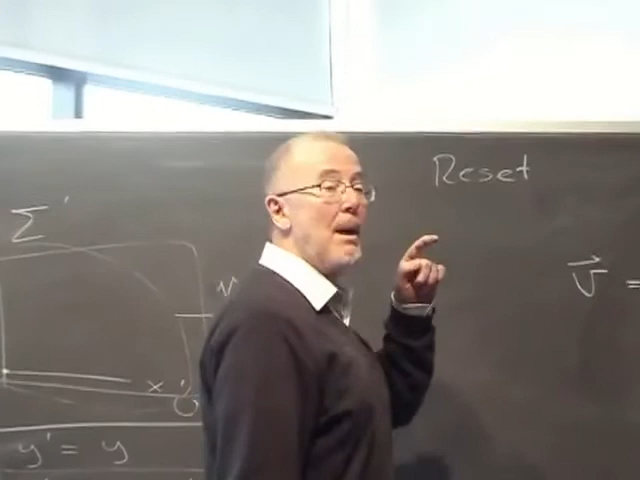 Reset
Σ'
v⃗ =
x'
O'
y' = y